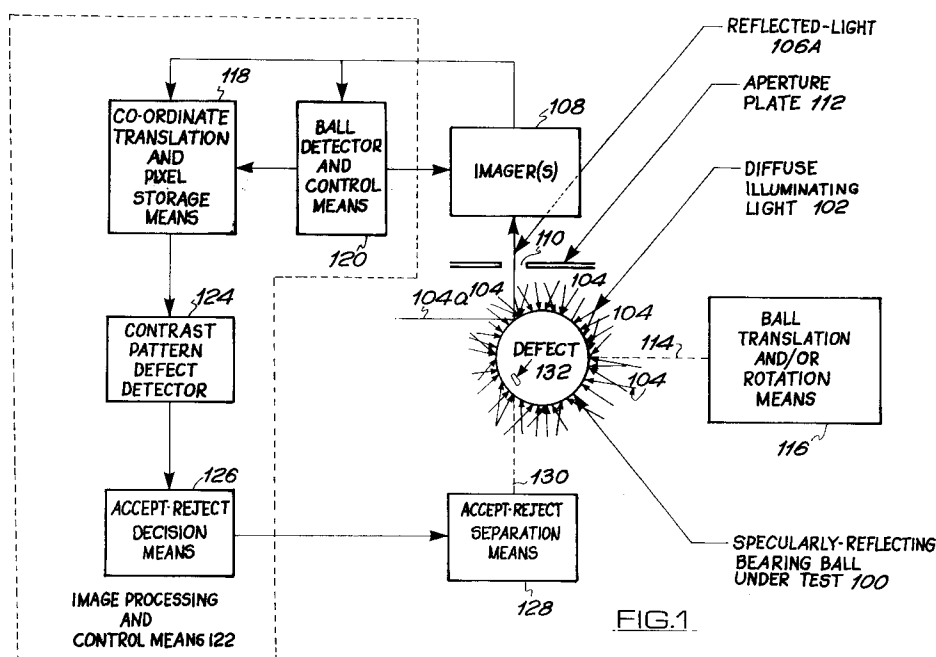 REFLECTED-LIGHT
106A
118
APERTURE
PLATE 112
CO-ORDINATE
TRANSLATION
AND
PIXEL
STORAGE
MEANS
BALL
DETECTOR
AND
CONTROL
MEANS
108
IMAGER(S)
DIFFUSE
ILLUMINATING
LIGHT 102
120
110
104a
104
104
104
104
124
CONTRAST
PATTERN
DEFECT
DETECTOR
DEFECT
132
114
BALL
TRANSLATION
AND/OR
ROTATION
MEANS
116
126
ACCEPT-REJECT
DECISION
MEANS
130
ACCEPT-REJECT
SEPARATION
MEANS
128
SPECULARLY-REFLECTING
BEARING BALL
UNDER TEST 100
IMAGE PROCESSING
AND
CONTROL MEANS 122
FIG.1